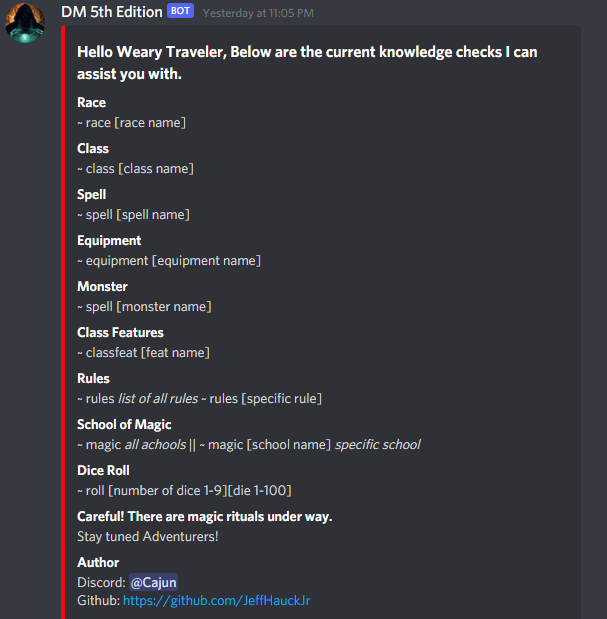 DM 5th Edition BOT Yesterday at 11:05 PM
Hello Weary Traveler, Below are the current knowledge checks I can
assist you with.
Race
~ race [race name]
Class
~ class [class name]
Spell
~ spell [spell name]
Equipment
~ equipment [equipment name]
Monster
~ spell [monster name]
Class Features
~ classfeat [feat name]
Rules
~ rules list of all rules ~ rules [specific rule]
School of Magic
~ magic all achools || ~ magic [school name] specific school
Dice Roll
~ roll [number of dice 1-9][die 1-100]
Careful! There are magic rituals under way.
Stay tuned Adventurers!
Author
Discord: @Cajun
Github: https://github.com/JeffHauckJr